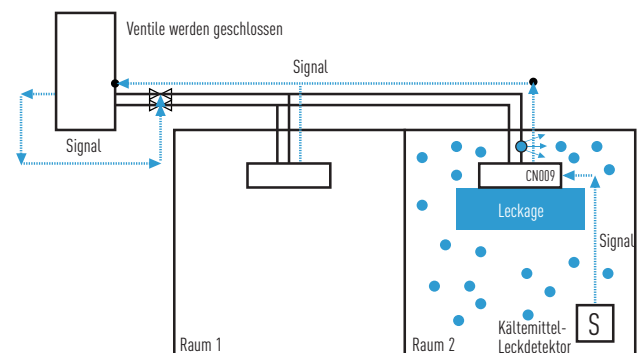 Ventile werden geschlossen
Signal
Signal
CN009
Leckage
Signal
Kältemittel-
Leckdetektor
S
Raum 1
Raum 2